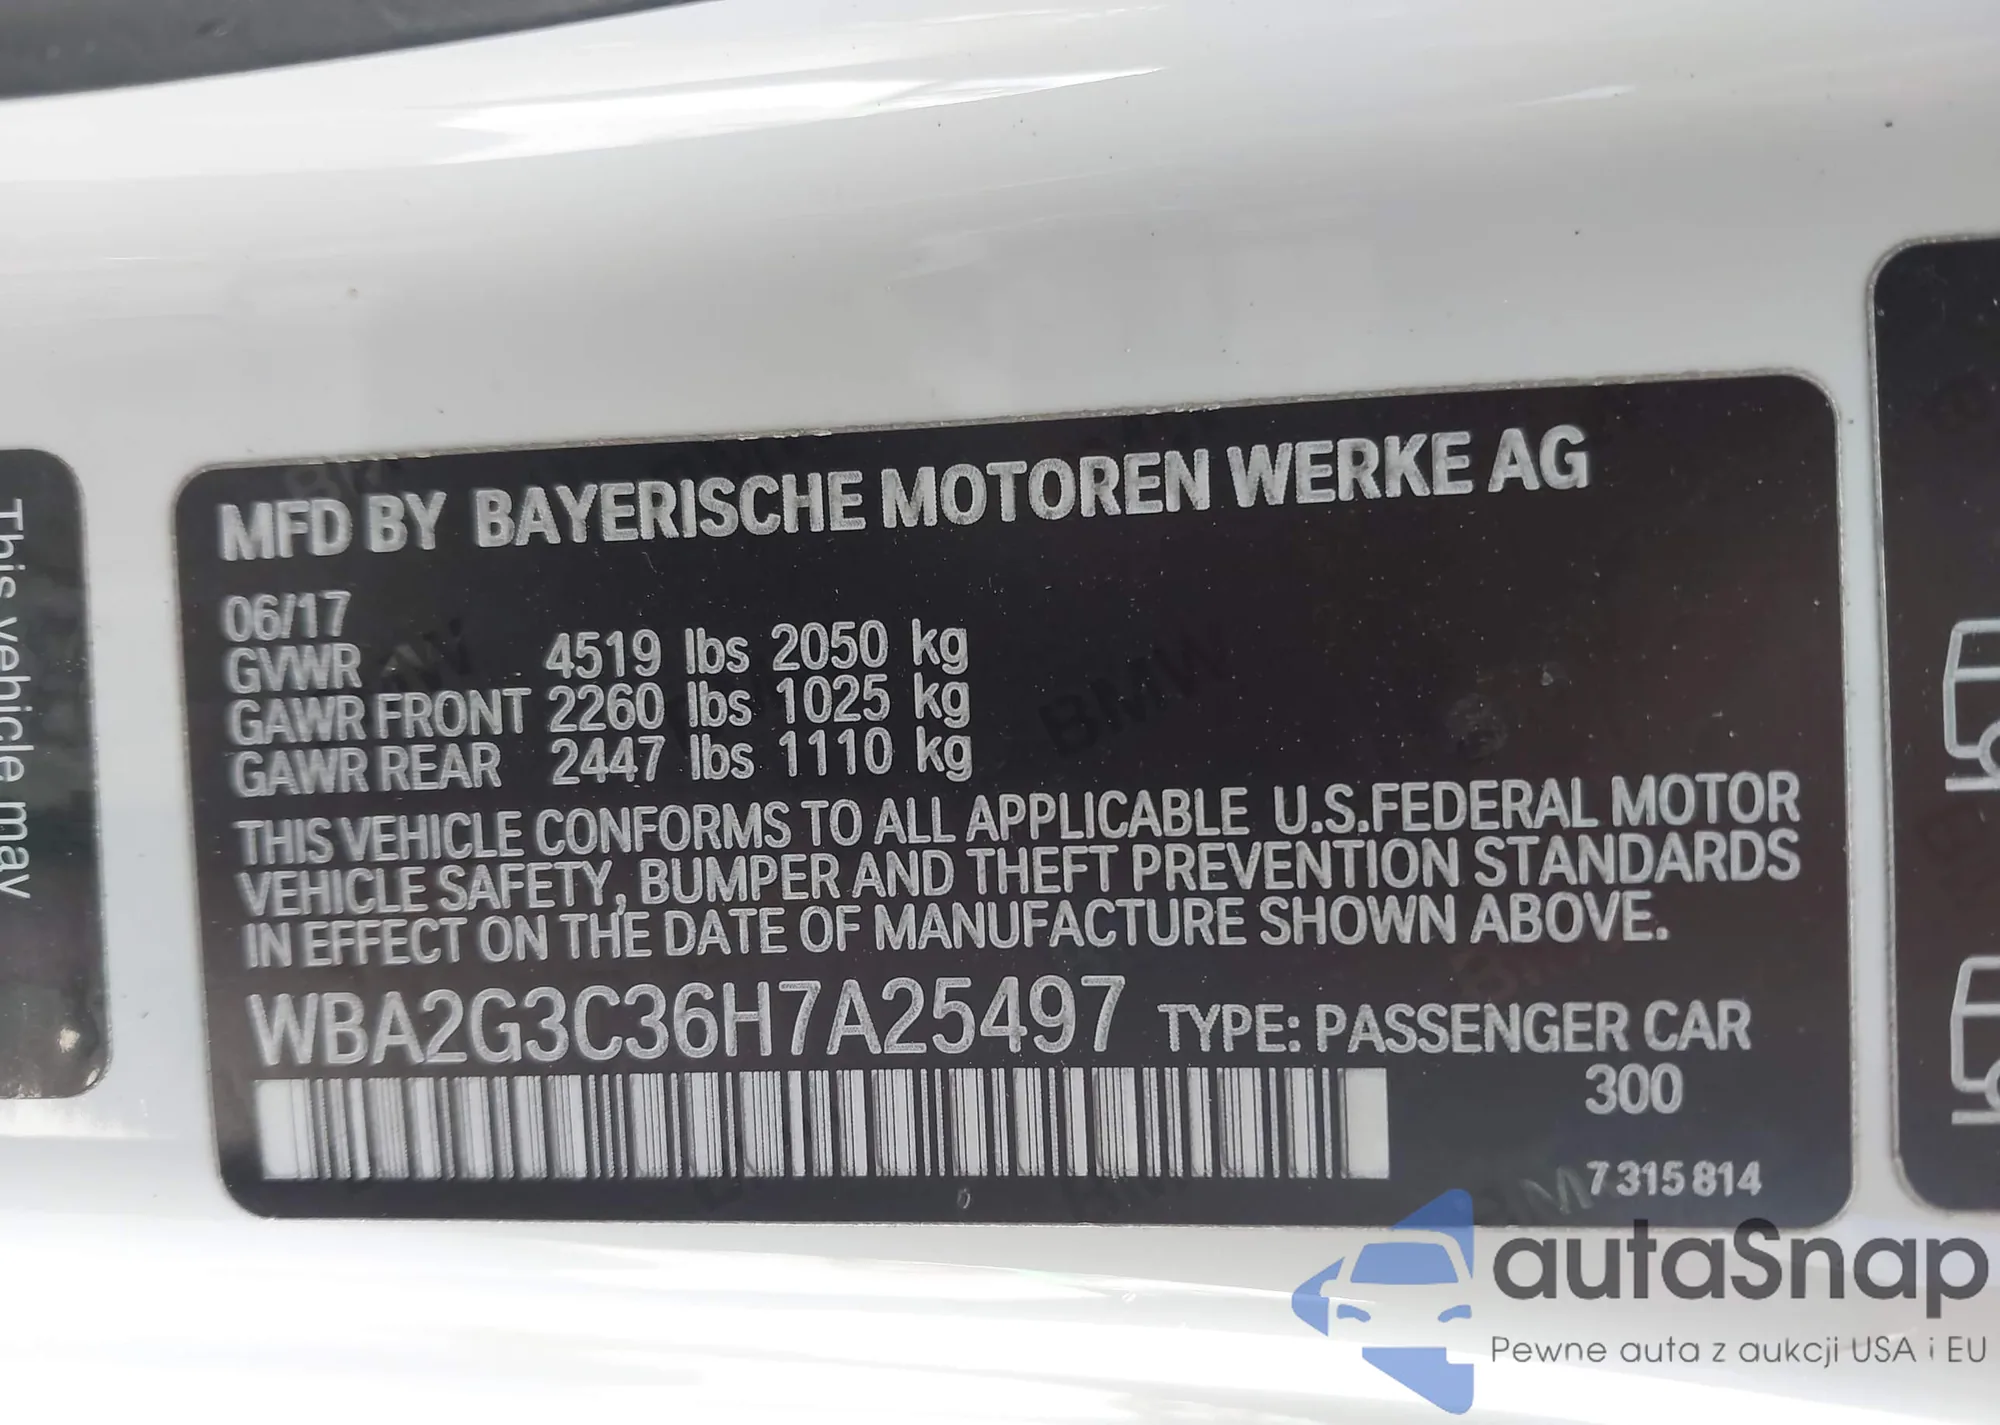 This vehicle may
MFD BY BAYERISCHE MOTOREN WERKE AG
06/17
GVWR 4519 lbs 2050 kg
GAWR FRONT 2260 lbs 1025 kg
GAWR REAR 2447 lbs 1110 kg
THIS VEHICLE CONFORMS TO ALL APPLICABLE U.S.FEDERAL MOTOR
VEHICLE SAFETY, BUMPER AND THEFT PREVENTION STANDARDS
IN EFFECT ON THE DATE OF MANUFACTURE SHOWN ABOVE.
WBA2G3C36H7A25497 TYPE: PASSENGER CAR
300
7 315 814
autaSnap
Pewne auta z aukcji USA i EU